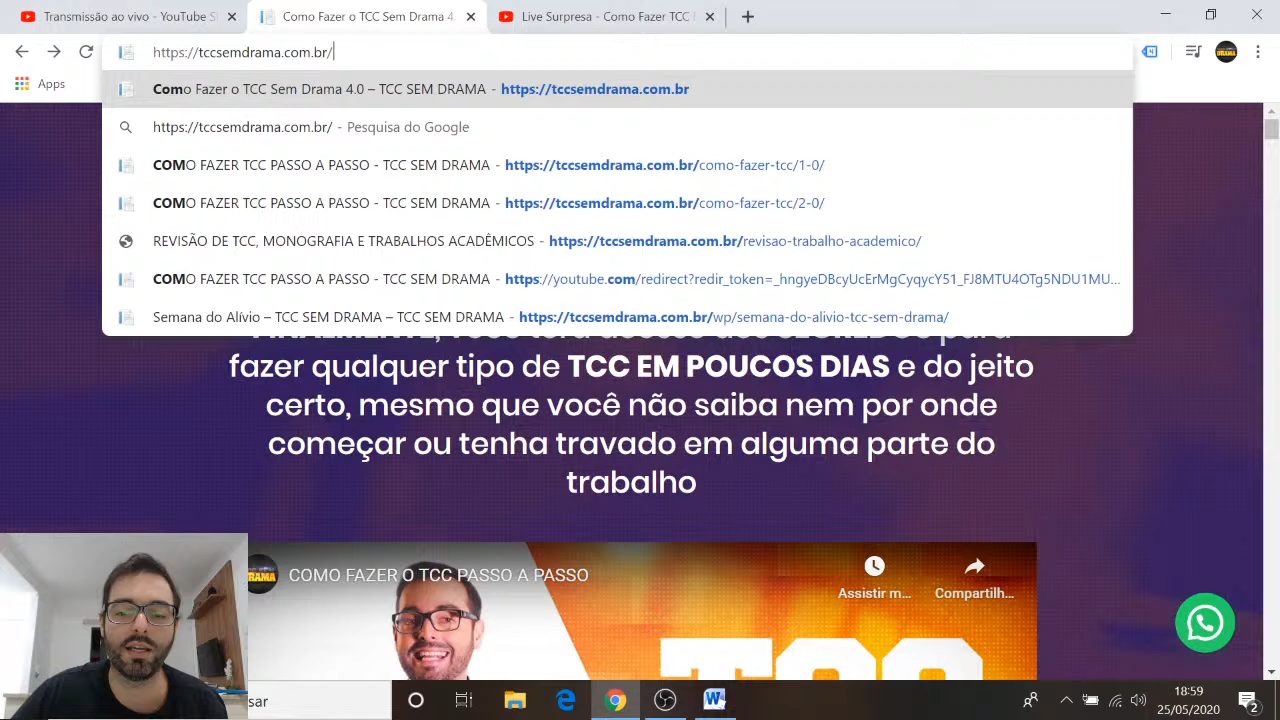 Transmissão ao vivo - YouTube S
Como Fazer o TCC Sem Drama 4.
Live Surpresa - Como Fazer TCC
https://tccsemdrama.com.br/
Apps
Como Fazer o TCC Sem Drama 4.0 – TCC SEM DRAMA - https://tccsemdrama.com.br
https://tccsemdrama.com.br/ - Pesquisa do Google
COMO FAZER TCC PASSO A PASSO - TCC SEM DRAMA - https://tccsemdrama.com.br/como-fazer-tcc/1-0/
COMO FAZER TCC PASSO A PASSO - TCC SEM DRAMA - https://tccsemdrama.com.br/como-fazer-tcc/2-0/
REVISÃO DE TCC, MONOGRAFIA E TRABALHOS ACADÊMICOS - https://tccsemdrama.com.br/revisao-trabalho-academico/
COMO FAZER TCC PASSO A PASSO - TCC SEM DRAMA - https://youtube.com/redirect?redir_token=_hngyeDBcyUcErMgCyqycY51_FJ8MTU4OTg5NDU1MU...
Semana do Alívio – TCC SEM DRAMA – TCC SEM DRAMA - https://tccsemdrama.com.br/wp/semana-do-alivio-tcc-sem-drama/
fazer qualquer tipo de TCC EM POUCOS DIAS e do jeito
certo, mesmo que você não saiba nem por onde
começar ou tenha travado em alguma parte do
trabalho
COMO FAZER O TCC PASSO A PASSO
Assistir m...
Compartilh...
TCC
sar
18:59
25/05/2020
2